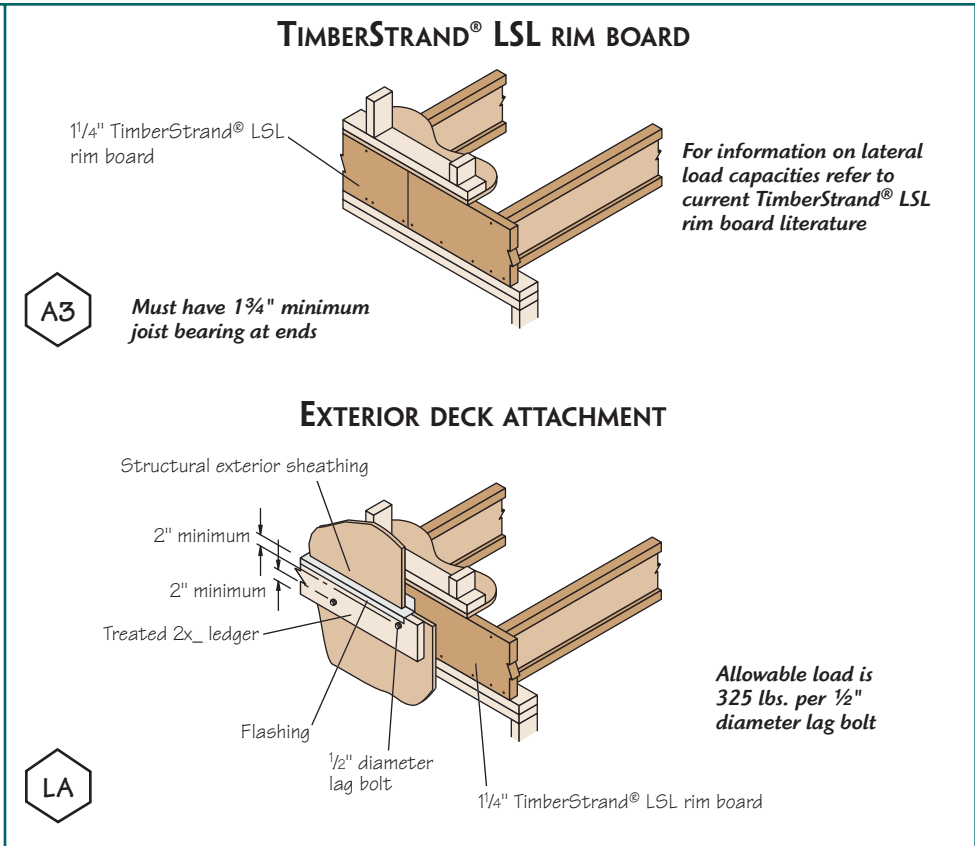 TIMBERSTRAND® LSL RIM BOARD
1¹/4" TimberStrand® LSL
rim board
For information on lateral
load capacities refer to
current TimberStrand® LSL
rim board literature
A3
Must have 1¾" minimum
joist bearing at ends
EXTERIOR DECK ATTACHMENT
Structural exterior sheathing
2" minimum
2" minimum
Treated 2x_ ledger
Flashing
¹/2" diameter
lag bolt
1¹/4" TimberStrand® LSL rim board
Allowable load is
325 lbs. per ½"
diameter lag bolt
LA